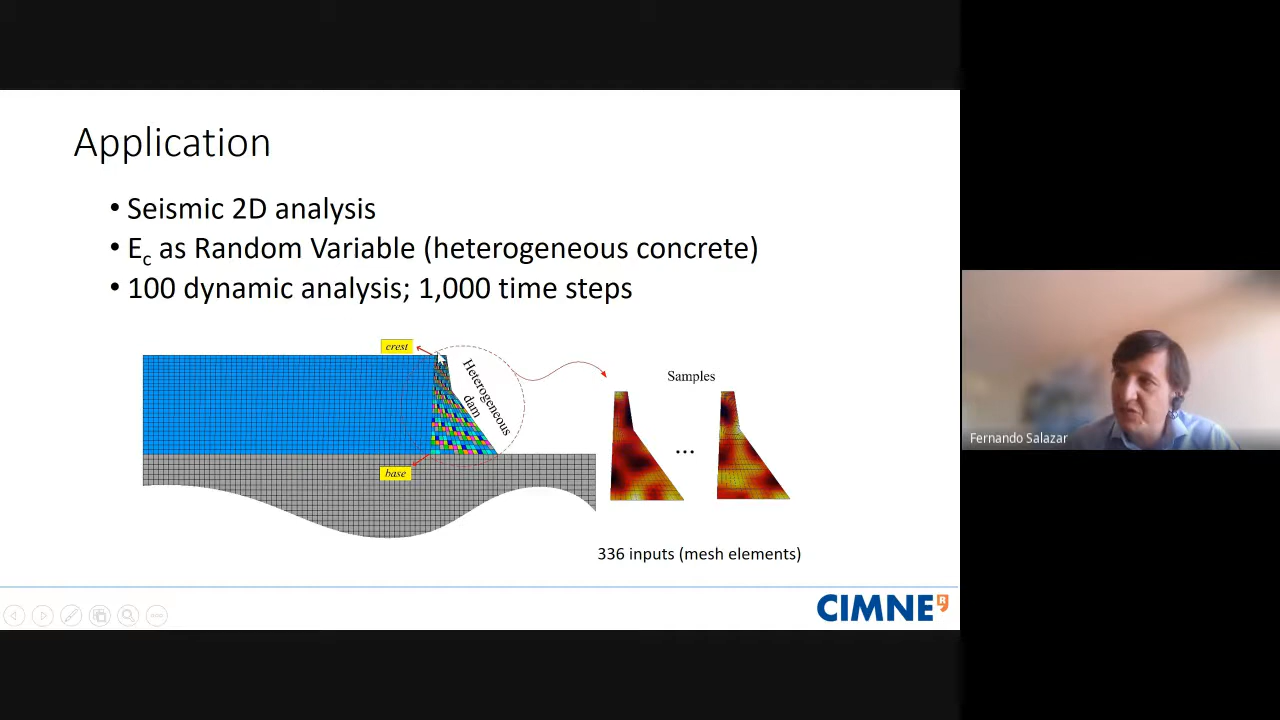 Application
• Seismic 2D analysis
• Ec as Random Variable (heterogeneous concrete)
• 100 dynamic analysis; 1,000 time steps
crest
Heterogeneous
dam
base
Samples
...
336 inputs (mesh elements)
CIMNE R
Fernando Salazar